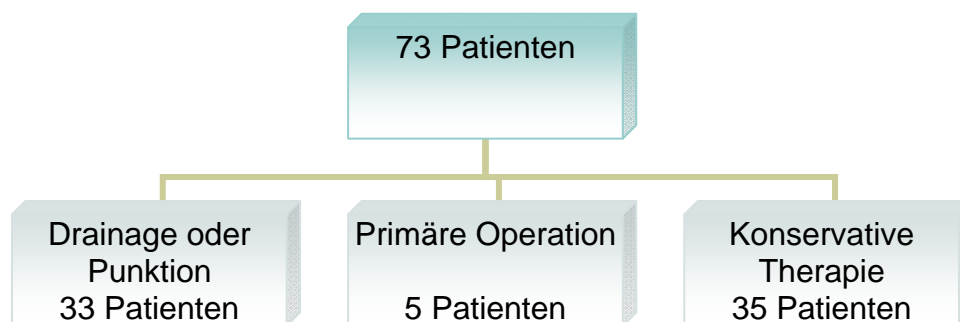 73 Patienten
Drainage oder
Punktion
33 Patienten
Primäre Operation
5 Patienten
Konservative
Therapie
35 Patienten